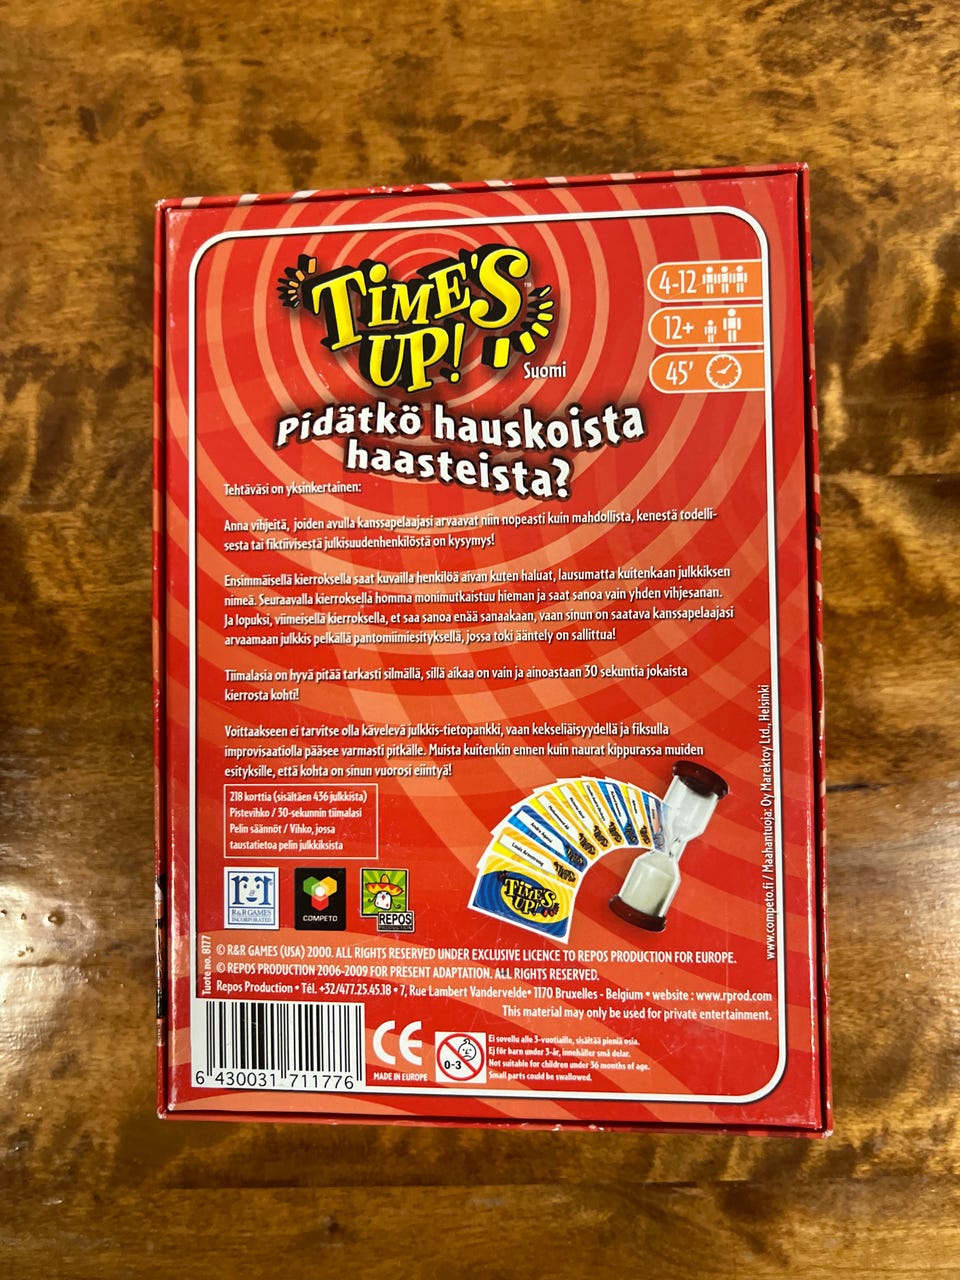 TIME'S
UP!
™
Suomi
4-12
12+
45'
Pidätkö hauskoista
haasteista?
Tehtäväsi on yksinkertainen:
Anna vihjeitä, joiden avulla kanssapelaajasi arvaavat niin nopeasti kuin mahdollista, kenestä todelli-
sesta tai fiktiivisestä julkisuudenhenkilöstä on kysymys!
Ensimmäisellä kierroksella saat kuvailla henkilöä aivan kuten haluat, lausumatta kuitenkaan julkkiksen
nimeä. Seuraavalla kierroksella homma monimutkaistuu hieman ja saat sanoa vain yhden vihjesanan.
Ja lopuksi, viimeisellä kierroksella, et saa sanoa enää sanaakaan, vaan sinun on saatava kanssapelaajasi
arvaamaan julkkis pelkällä pantomiimiesityksellä, jossa toki ääntely on sallittua!
Tiimalasia on hyvä pitää tarkasti silmällä, sillä aikaa on vain ja ainoastaan 30 sekuntia jokaista
kierrosta kohti!
Voittaakseen ei tarvitse olla kävelevä julkkis-tietopankki, vaan kekseliäisyydellä ja fiksulla
improvisaatiolla pääsee varmasti pitkälle. Muista kuitenkin ennen kuin naurat kippurassa muiden
esityksille, että kohta on sinun vuorosi eiintyä!
218 korttia (sisältäen 436 julkkista)
Pistevihko / 30-sekunnin tiimalasi
Pelin säännöt / Vihko, jossa
taustatietoa pelin julkkiksista
Louis Armstrong
TIME'S
UP!
R&R GAMES
INCORPORATED
COMPETO
REPOS
PRODUCTION
www.competo.fi / Maahantuoja: Oy Marektoy Ltd., Helsinki
Tuote no. 8177
© R&R GAMES (USA) 2000. ALL RIGHTS RESERVED UNDER EXCLUSIVE LICENCE TO REPOS PRODUCTION FOR EUROPE.
© REPOS PRODUCTION 2006-2009 FOR PRESENT ADAPTATION. ALL RIGHTS RESERVED.
Repos Production • Tél. +32/477.25.45.18 • 7, Rue Lambert Vandervelde• 1170 Bruxelles - Belgium • website : www.rprod.com
This material may only be used for private entertainment.
6 430031 711776
CE
MADE IN EUROPE
0-3
Ei sovellu alle 3-vuotiaille, sisältää pieniä osia.
Ej för barn under 3-år, innehåller små delar.
Not suitable for children under 36 months of age.
Small parts could be swallowed.